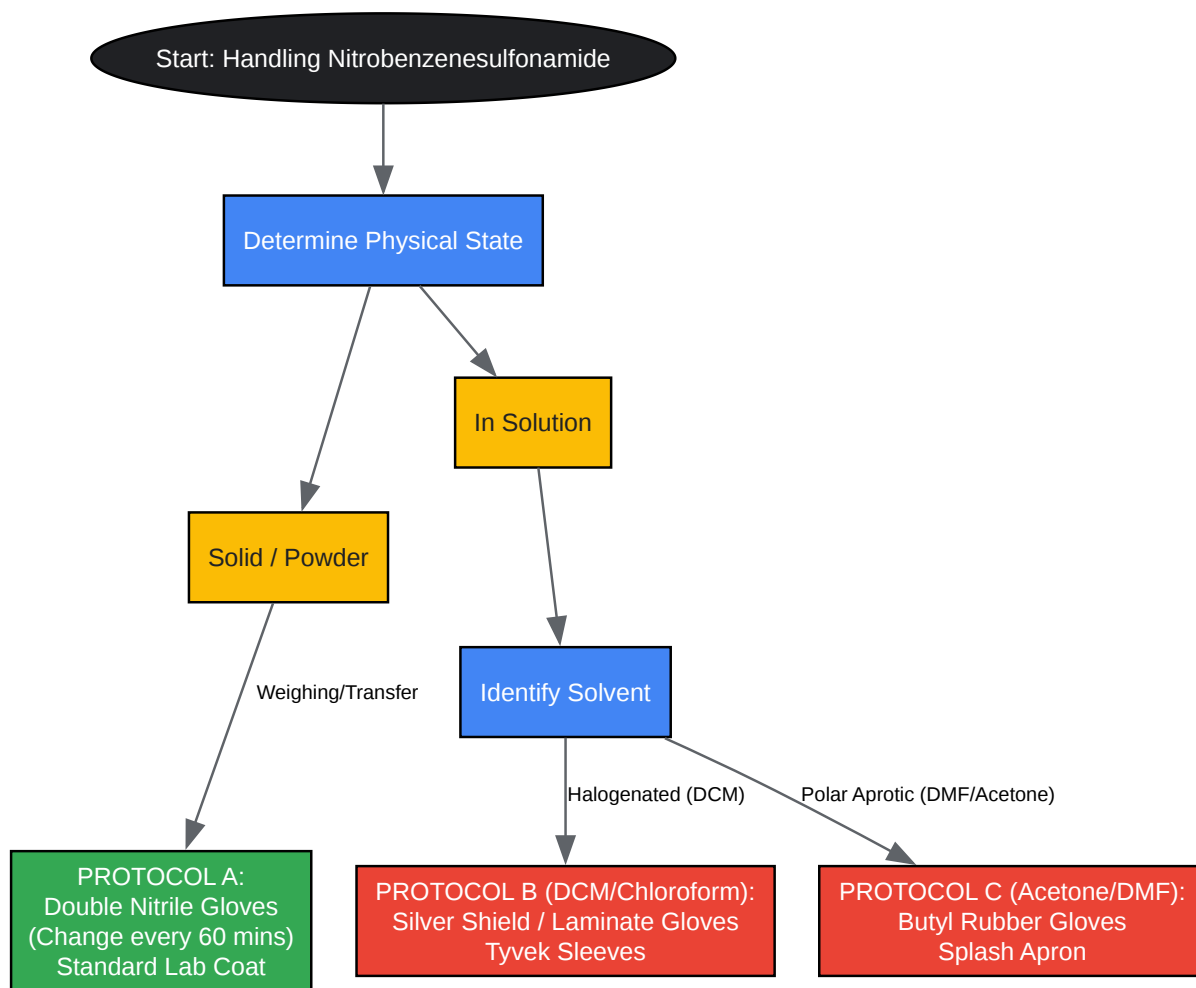 Start: Handling Nitrobenzenesulfonamide
Determine Physical State
In Solution
Solid / Powder
Weighing/Transfer
Identify Solvent
Halogenated (DCM)
Polar Aprotic (DMF/Acetone)
PROTOCOL A:
Double Nitrile Gloves
(Change every 60 mins)
Standard Lab Coat
PROTOCOL B (DCM/Chloroform):
Silver Shield / Laminate Gloves
Tyvek Sleeves
PROTOCOL C (Acetone/DMF):
Butyl Rubber Gloves
Splash Apron